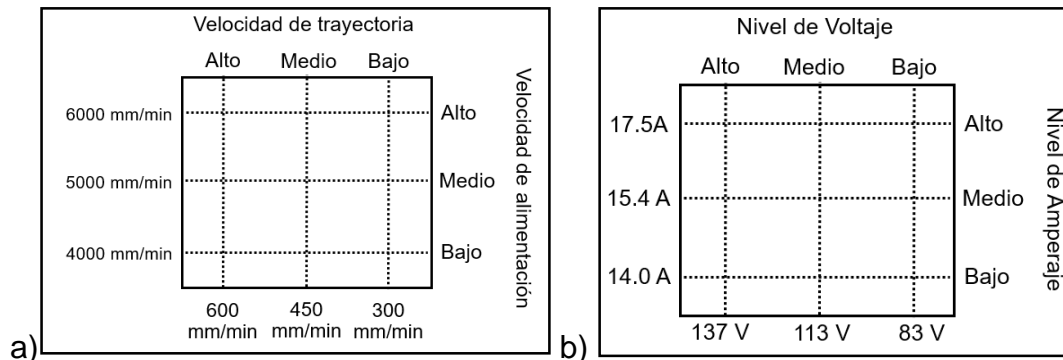 Velocidad de trayectoria
Alto Medio Bajo
6000 mm/min Alto
5000 mm/min Medio
4000 mm/min Bajo
Velocidad de alimentación
600 450 300
mm/min mm/min mm/min
a)
Nivel de Voltaje
Alto Medio Bajo
17.5A Alto
15.4 A Medio
14.0 A Bajo
Nivel de Amperaje
137 V 113 V 83 V
b)